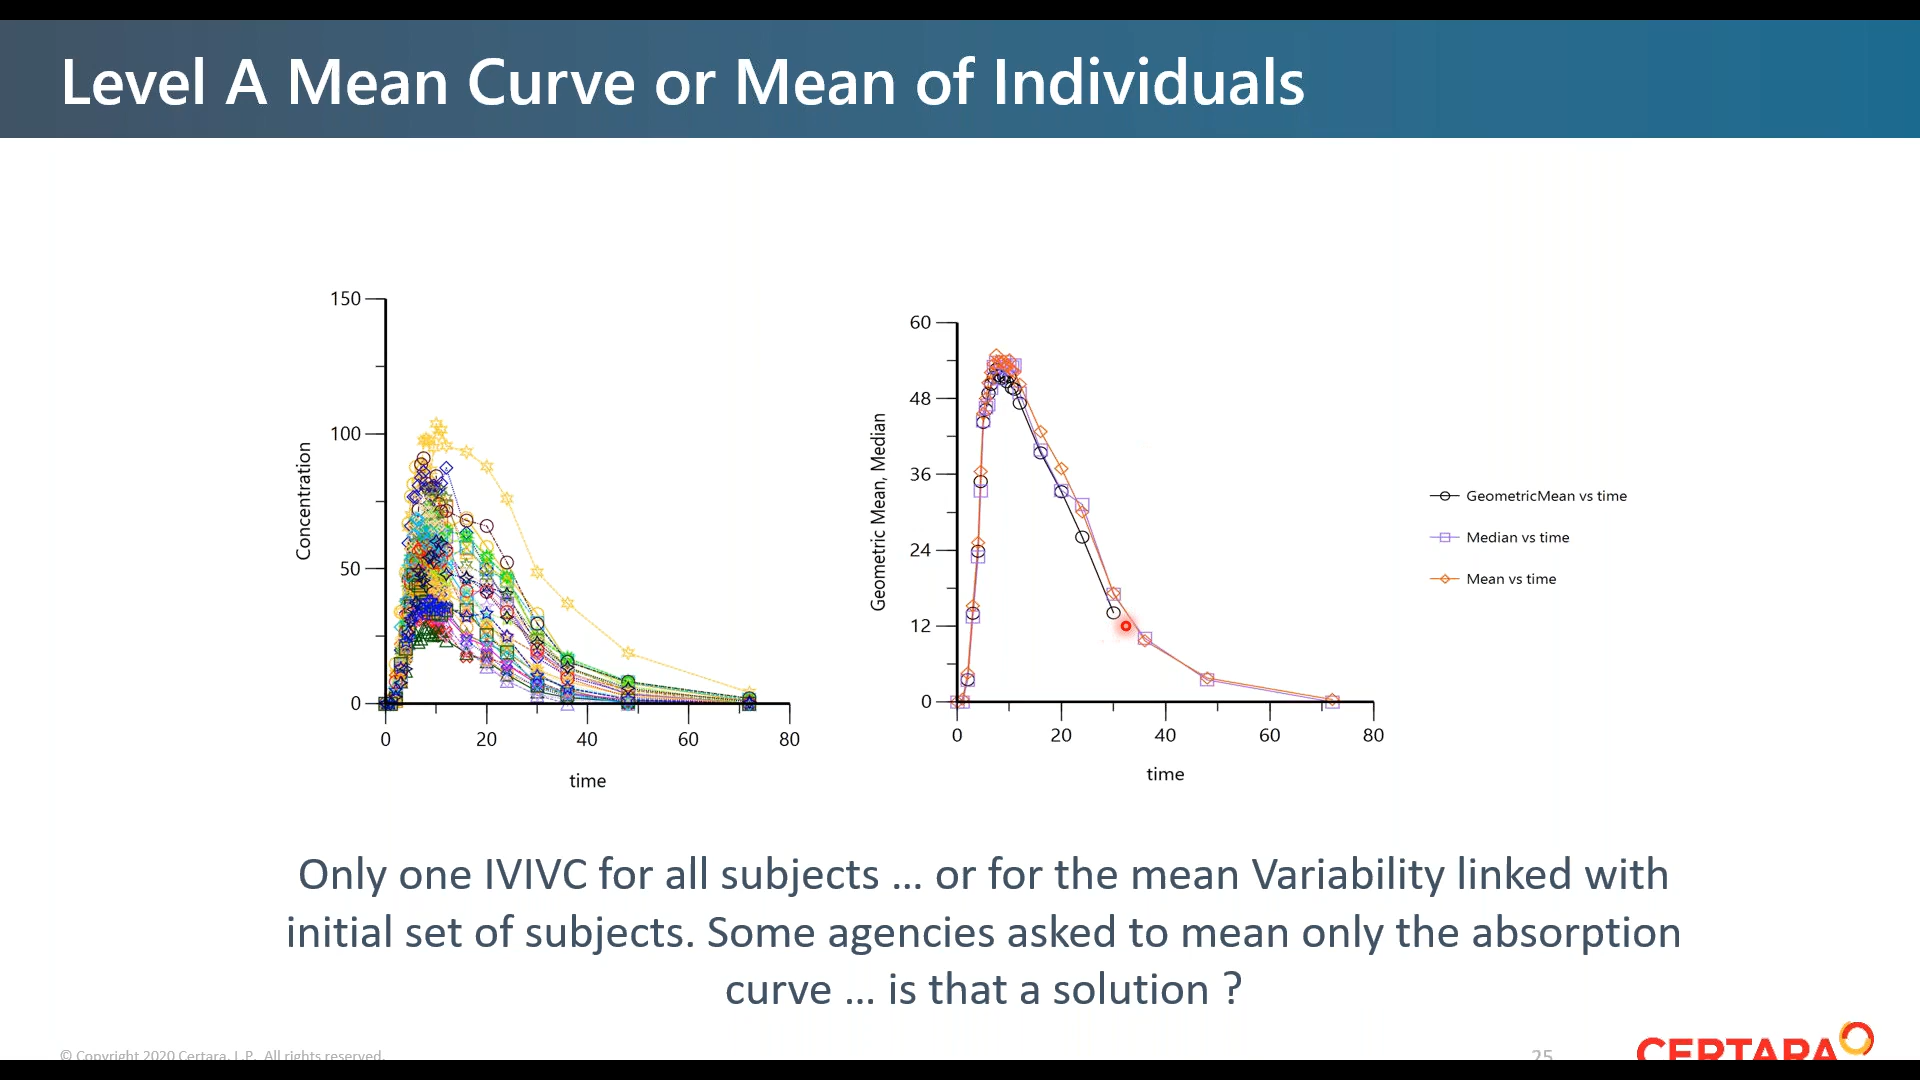 Level A Mean Curve or Mean of Individuals
150
100
50
0
Concentration
0 20 40 60 80
time
60
48
36
24
12
0
Geometric Mean, Median
0 20 40 60 80
time
GeometricMean vs time
Median vs time
Mean vs time
Only one IVIVC for all subjects ... or for the mean Variability linked with
initial set of subjects. Some agencies asked to mean only the absorption
curve ... is that a solution ?
© Copyright 2020 Certara, L.P. All rights reserved.
25
CERTARA